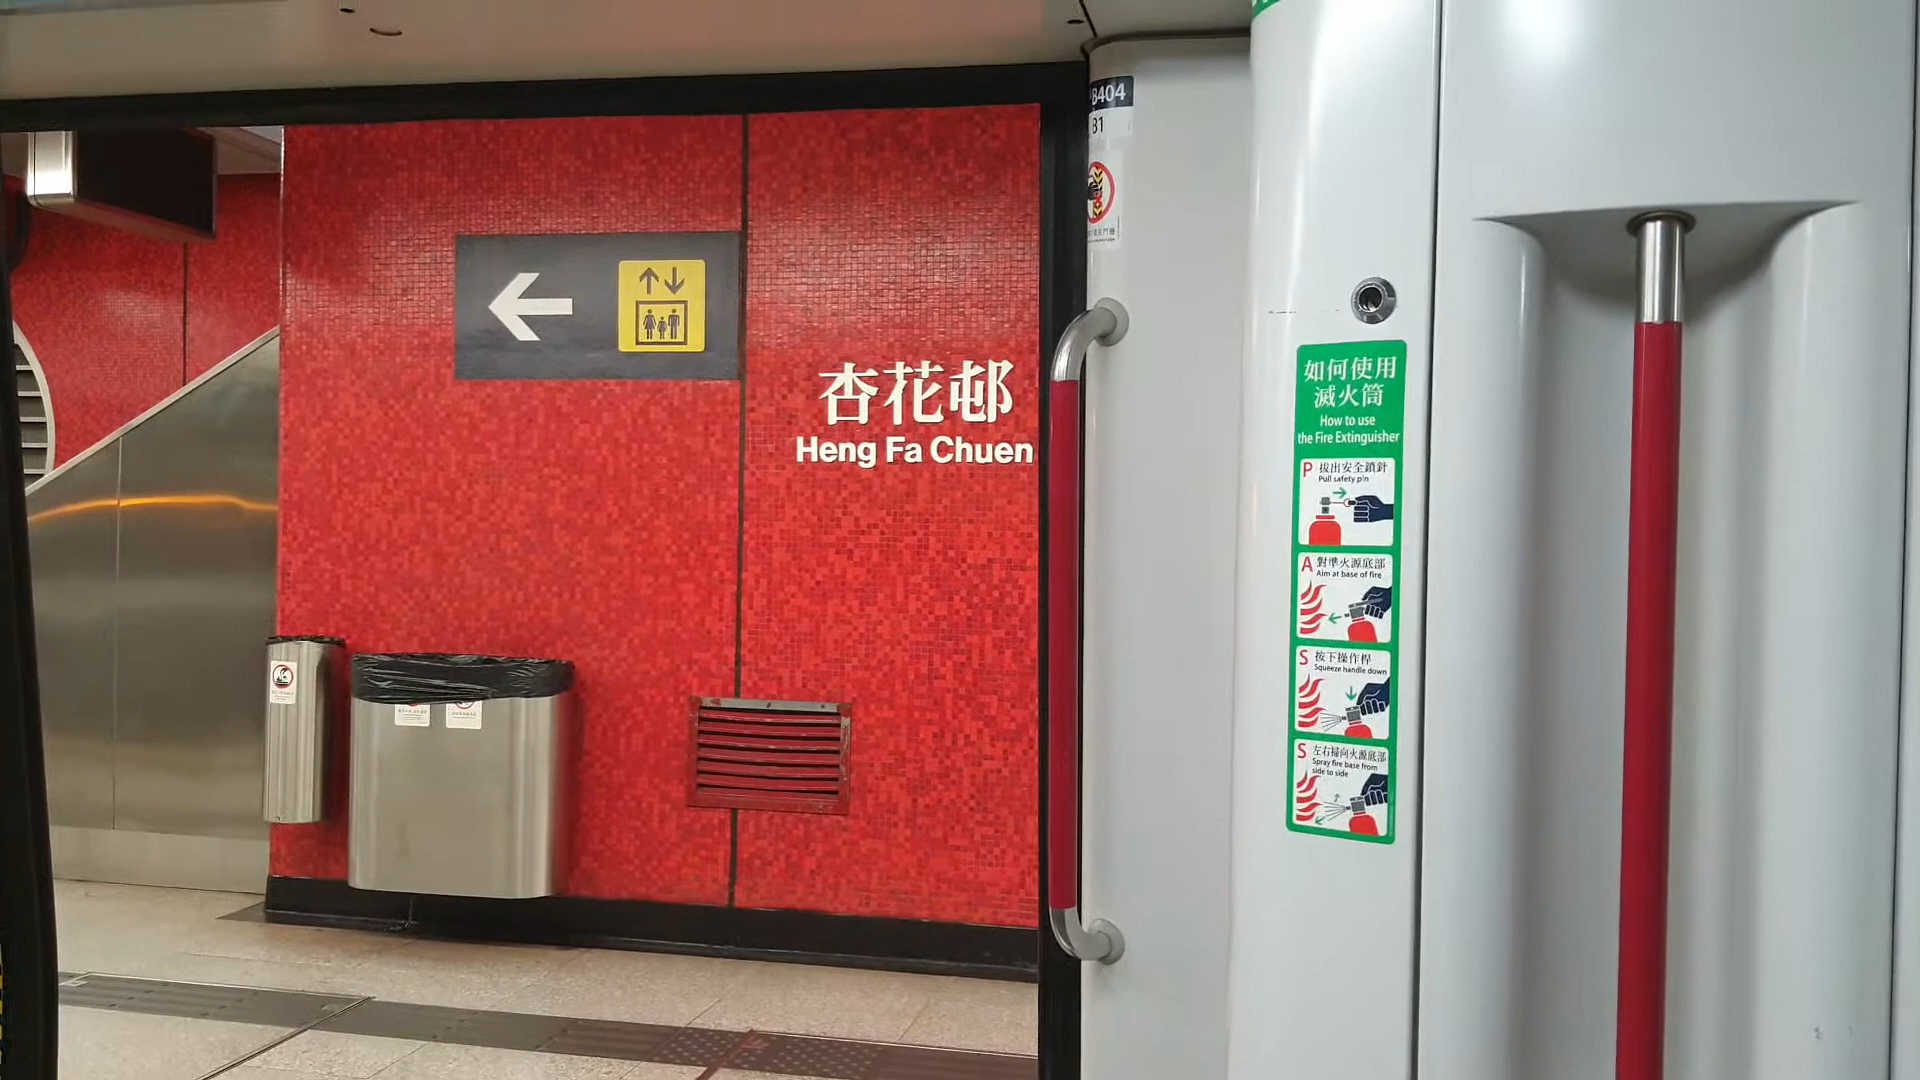 杏花邨
Heng Fa Chuen
B404
B1
如何使用
滅火筒
How to use
the Fire Extinguisher
P 拔出安全鎖針
Pull safety pin
A 對準火源底部
Aim at base of fire
S 按下操作桿
Squeeze handle down
S 左右掃向火源底部
Spray fire base from
side to side